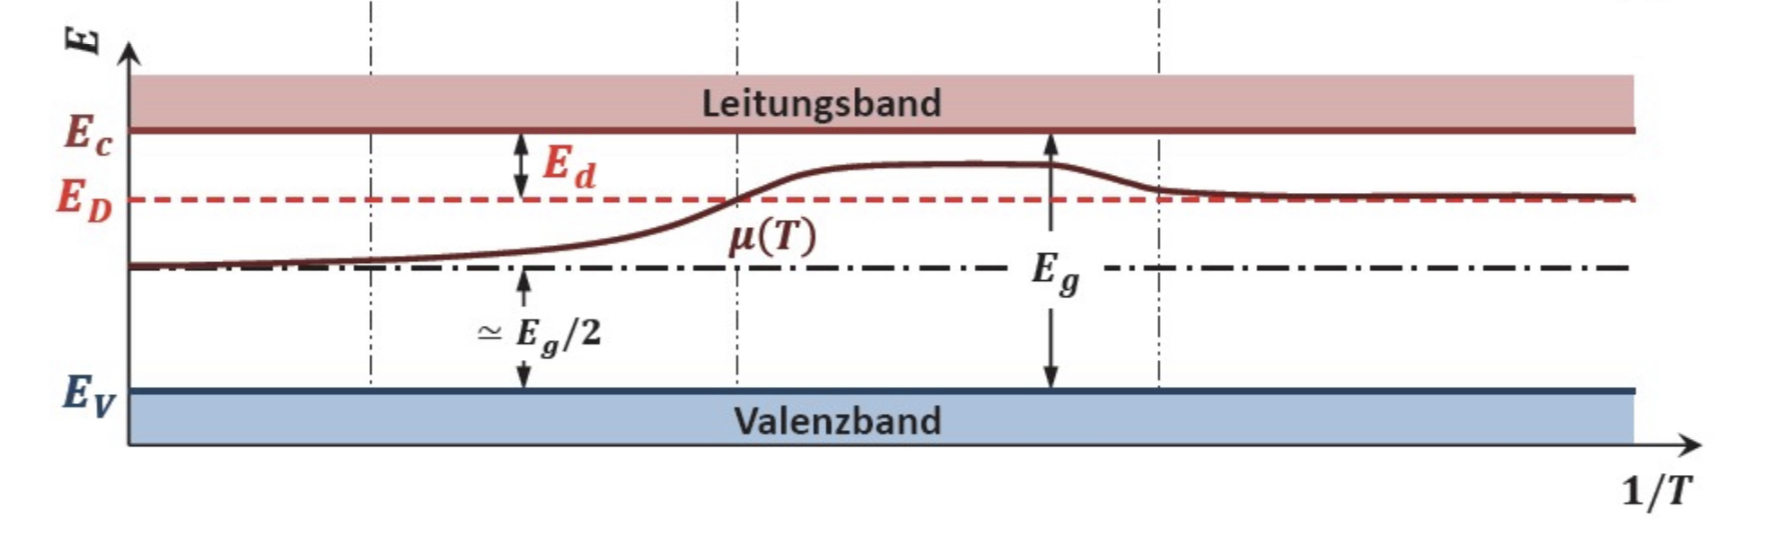 E
Leitungsband
E_c
E_d
E_D
μ(T)
E_g
≃ E_g/2
E_V
Valenzband
1/T